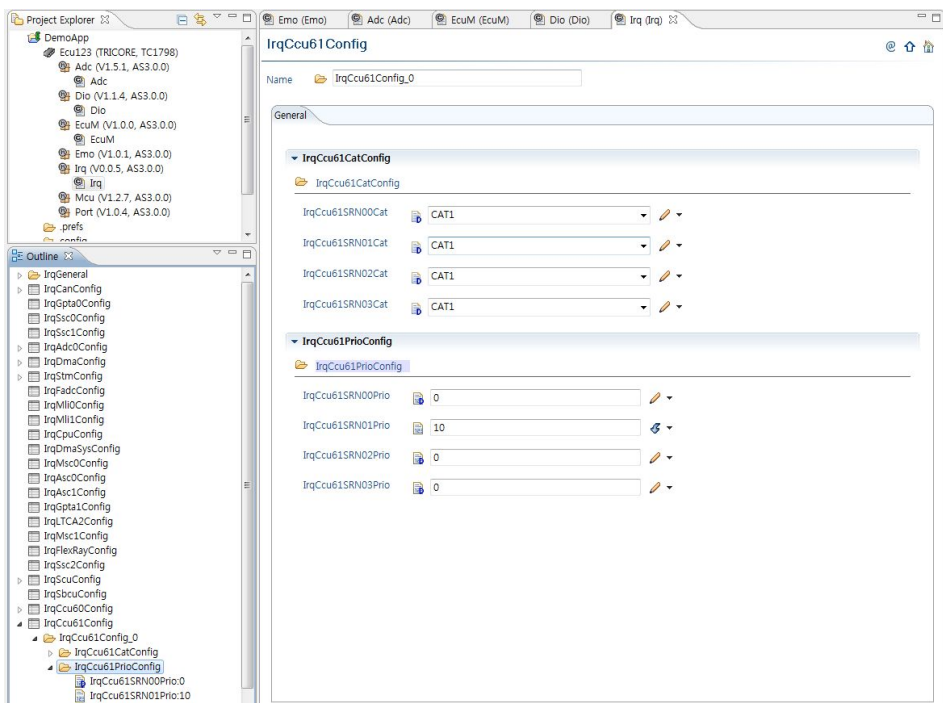 Project Explorer
DemoApp
Ecu123 (TRICORE, TC1798)
Adc (V1.5.1, AS3.0.0)
Adc
Dio (V1.1.4, AS3.0.0)
Dio
EcuM (V1.0.0, AS3.0.0)
EcuM
Emo (V1.0.1, AS3.0.0)
Irq (V0.0.5, AS3.0.0)
Irq
Mcu (V1.2.7, AS3.0.0)
Port (V1.0.4, AS3.0.0)
.prefs
config
Outline
IrqGeneral
IrqCanConfig
IrqGpta0Config
IrqSsc0Config
IrqSsc1Config
IrqAdc0Config
IrqDmaConfig
IrqStmConfig
IrqFadcConfig
IrqMli0Config
IrqMli1Config
IrqCpuConfig
IrqDmaSysConfig
IrqMsc0Config
IrqAsc0Config
IrqAsc1Config
IrqGpta1Config
IrqLTCA2Config
IrqMsc1Config
IrqFlexRayConfig
IrqSsc2Config
IrqScuConfig
IrqSbcuConfig
IrqCcu60Config
IrqCcu61Config
IrqCcu61Config_0
IrqCcu61CatConfig
IrqCcu61PrioConfig
IrqCcu61SRN00Prio:0
IrqCcu61SRN01Prio:10
Emo (Emo) Adc (Adc) EcuM (EcuM) Dio (Dio) Irq (Irq)
IrqCcu61Config
Name IrqCcu61Config_0
General
IrqCcu61CatConfig
IrqCcu61CatConfig
IrqCcu61SRN00Cat CAT1
IrqCcu61SRN01Cat CAT1
IrqCcu61SRN02Cat CAT1
IrqCcu61SRN03Cat CAT1
IrqCcu61PrioConfig
IrqCcu61PrioConfig
IrqCcu61SRN00Prio 0
IrqCcu61SRN01Prio 10
IrqCcu61SRN02Prio 0
IrqCcu61SRN03Prio 0